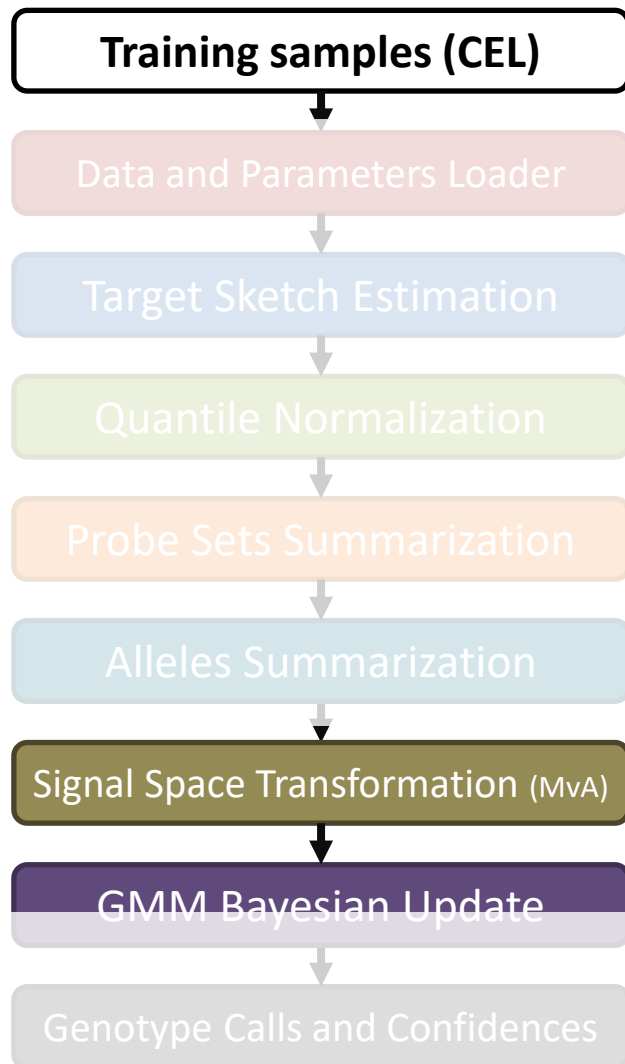 Training samples (CEL)
Data and Parameters Loader
Target Sketch Estimation
Quantile Normalization
Probe Sets Summarization
Alleles Summarization
Signal Space Transformation (MvA)
GMM Bayesian Update
Genotype Calls and Confidences